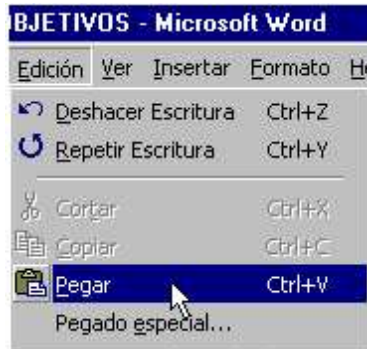 BJETIVOS - Microsoft Word
Edición Ver Insertar Formato H
Deshacer Escritura Ctrl+Z
Repetir Escritura Ctrl+Y
Cortar Ctrl+X
Copiar Ctrl+C
Pegar Ctrl+V
Pegado especial...